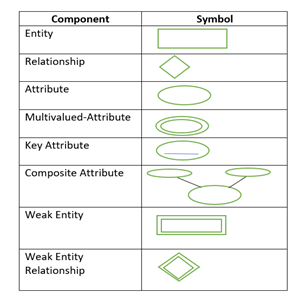 Component Symbol
Entity
Relationship
Attribute
Multivalued-Attribute
Key Attribute
Composite Attribute
Weak Entity
Weak Entity
Relationship